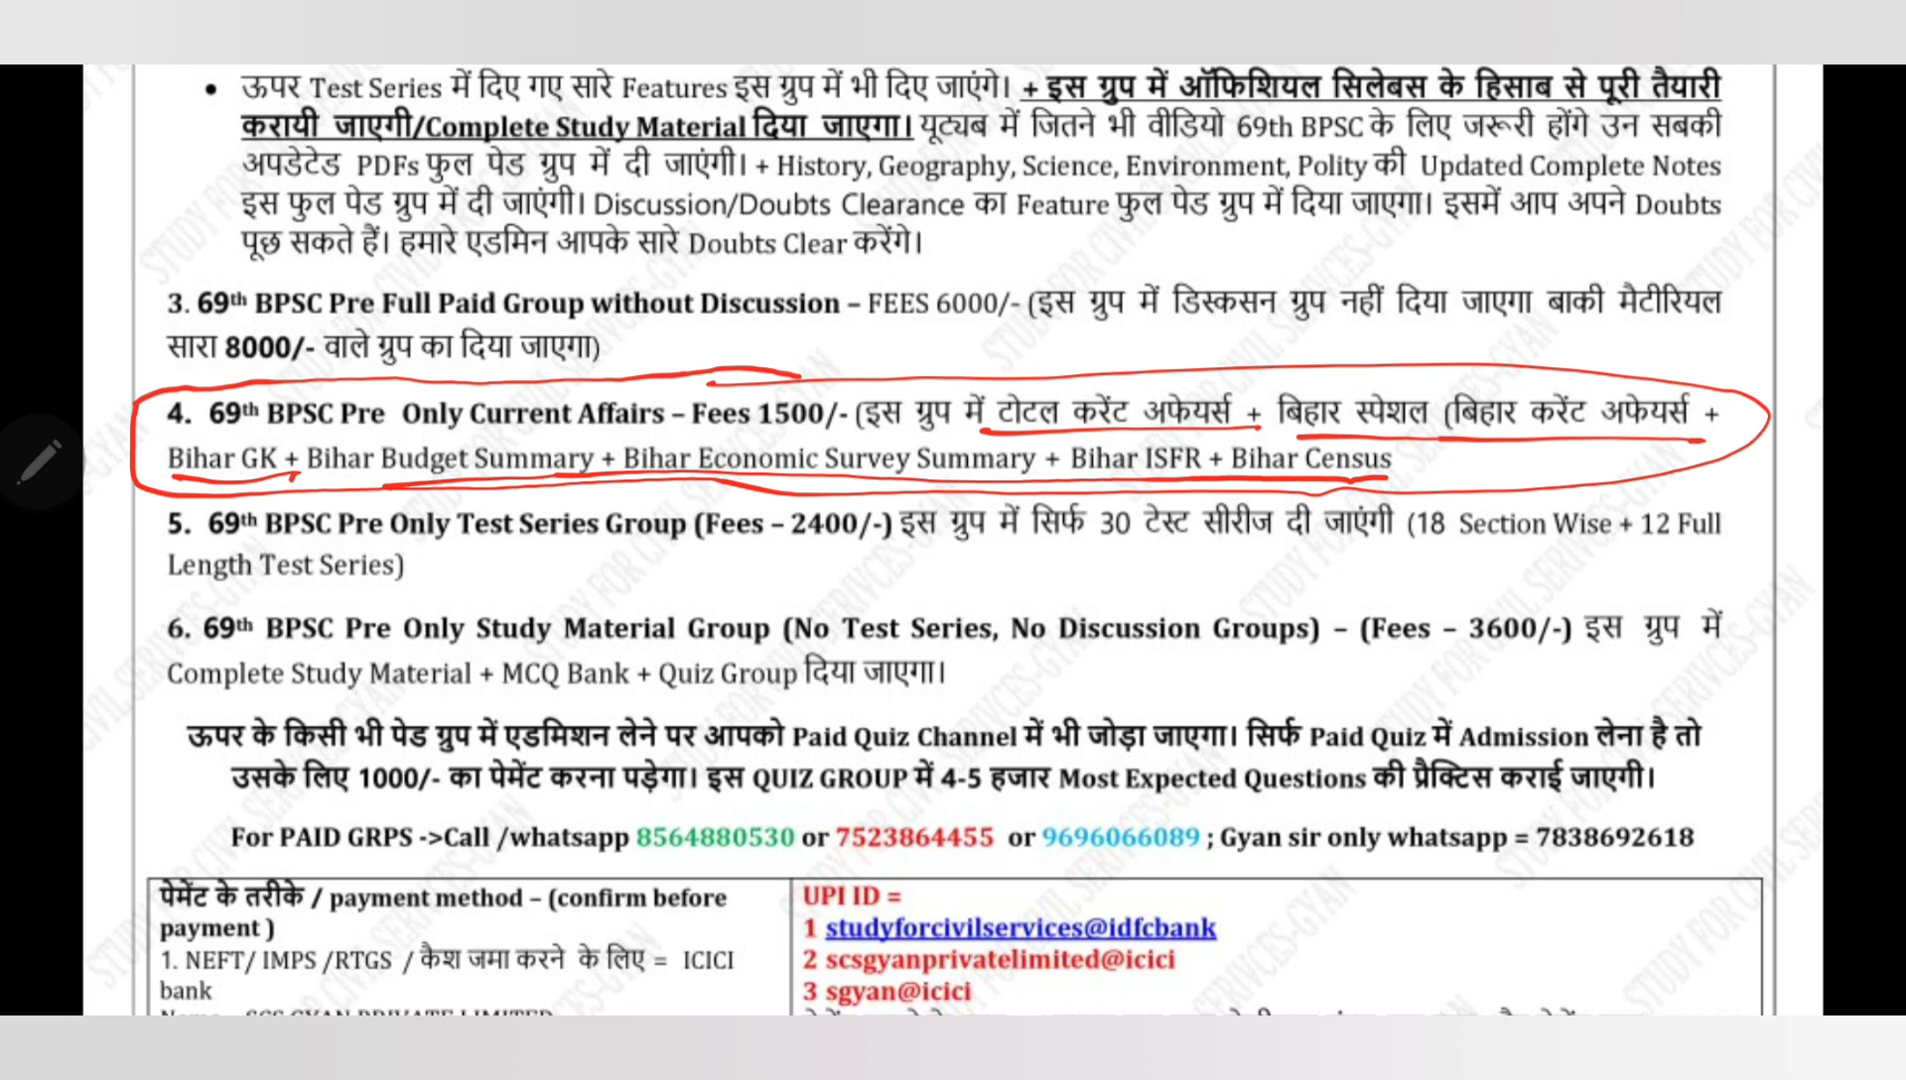 • ऊपर Test Series में दिए गए सारे Features इस ग्रुप में भी दिए जाएंगे। + इस ग्रुप में ऑफिशियल सिलेबस के हिसाब से पूरी तैयारी
करायी जाएगी/Complete Study Material दिया जाएगा। यूट्यब में जितने भी वीडियो 69th BPSC के लिए जरूरी होंगे उन सबकी
अपडेटेड PDFs फुल पेड ग्रुप में दी जाएंगी। + History, Geography, Science, Environment, Polity की Updated Complete Notes
इस फुल पेड ग्रुप में दी जाएंगी। Discussion/Doubts Clearance का Feature फुल पेड ग्रुप में दिया जाएगा। इसमें आप अपने Doubts
पूछ सकते हैं। हमारे एडमिन आपके सारे Doubts Clear करेंगे।
3. 69th BPSC Pre Full Paid Group without Discussion – FEES 6000/- (इस ग्रुप में डिस्कसन ग्रुप नहीं दिया जाएगा बाकी मैटीरियल
सारा 8000/- वाले ग्रुप का दिया जाएगा)
4. 69th BPSC Pre Only Current Affairs – Fees 1500/- (इस ग्रुप में टोटल करेंट अफेयर्स + बिहार स्पेशल (बिहार करेंट अफेयर्स +
Bihar GK + Bihar Budget Summary + Bihar Economic Survey Summary + Bihar ISFR + Bihar Census
5. 69th BPSC Pre Only Test Series Group (Fees – 2400/-) इस ग्रुप में सिर्फ 30 टेस्ट सीरीज दी जाएंगी (18 Section Wise + 12 Full
Length Test Series)
6. 69th BPSC Pre Only Study Material Group (No Test Series, No Discussion Groups) – (Fees – 3600/-) इस ग्रुप में
Complete Study Material + MCQ Bank + Quiz Group दिया जाएगा।
ऊपर के किसी भी पेड ग्रुप में एडमिशन लेने पर आपको Paid Quiz Channel में भी जोड़ा जाएगा। सिर्फ Paid Quiz में Admission लेना है तो
उसके लिए 1000/- का पेमेंट करना पड़ेगा। इस QUIZ GROUP में 4-5 हजार Most Expected Questions की प्रैक्टिस कराई जाएगी।
For PAID GRPS ->Call /whatsapp 8564880530 or 7523864455 or 9696066089 ; Gyan sir only whatsapp = 7838692618
पेमेंट के तरीके / payment method – (confirm before
payment )
1. NEFT/ IMPS /RTGS / कैश जमा करने के लिए = ICICI
bank
UPI ID =
1 studyforcivilservices@idfcbank
2 scsgyanprivatelimited@icici
3 sgyan@icici